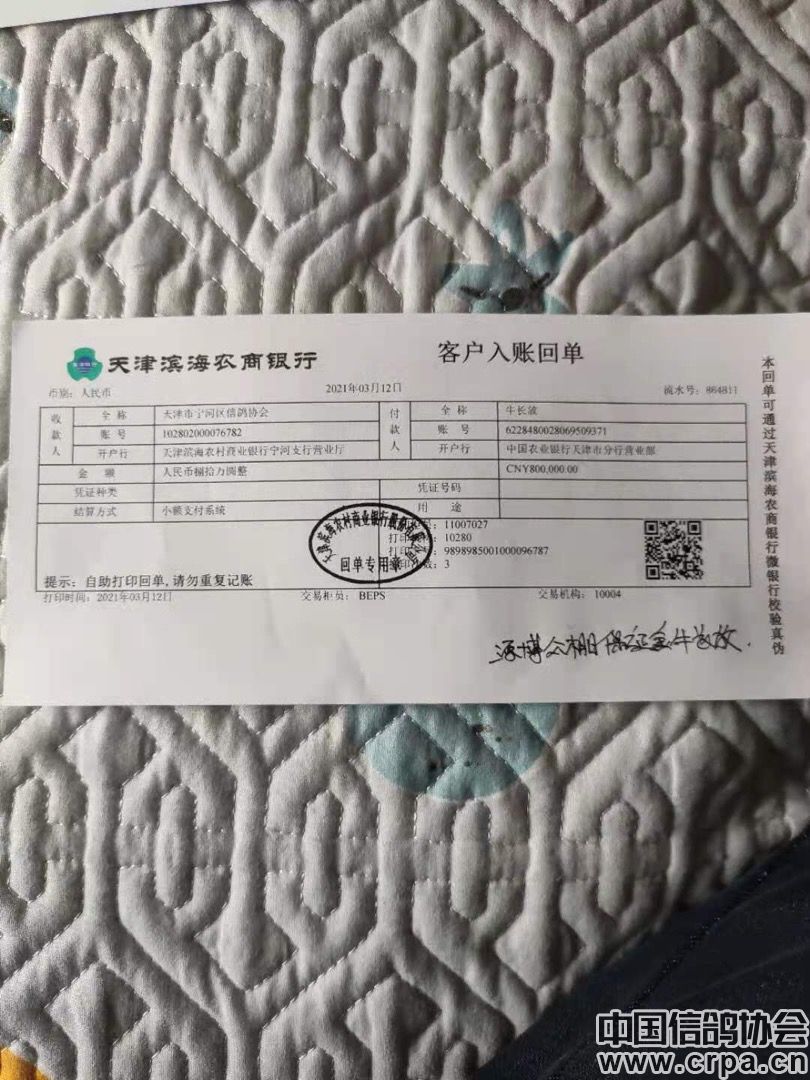 天津滨海农商银行
客户入账回单
币别：人民币
2021年03月12日
流水号：864811
收款人
全 称 天津市宁河区信鸽协会
账 号 102802000076782
开户行 天津滨海农村商业银行宁河支行营业厅
付款人
全 称 牛长波
账 号 6228480028069509371
开户行 中国农业银行天津市分行营业部
金 额 人民币捌拾万圆整 CNY800,000.00
凭证种类
凭证号码
结算方式 小额支付系统
用 途
11007027
打印 10280
9898985001000096787
数：3
回单专用章
提示：自助打印回单,请勿重复记账
打印时间：2021年03月12日
交易柜员：BEPS
交易机构：10004
本回单可通过天津滨海农商银行微银行校验真伪
中国信鸽协会
www.crpa.cn